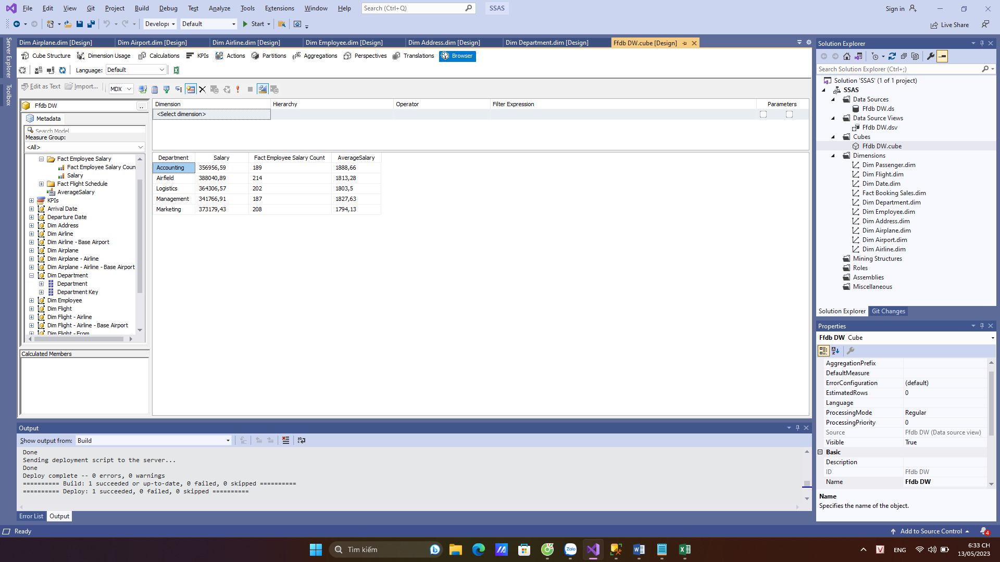 File Edit View Git Project Build Debug Test Analyze Tools Extensions Window Help Search (Ctrl+Q) SSAS Sign in
Developi Default Start Live Share
Server Explorer
Toolbox
Dim Airplane.dim [Design] Dim Airport.dim [Design] Dim Airline.dim [Design] Dim Employee.dim [Design] Dim Address.dim [Design] Dim Department.dim [Design] Ffdb DW.cube [Design]
Cube Structure Dimension Usage Calculations KPIs Actions Partitions Aggregations Perspectives Translations Browser
Language: Default
Edit as Text Import... MDX
Ffdb DW ..
Metadata
Search Model
Measure Group:
<All>
Fact Employee Salary
Fact Employee Salary Coun
Salary
Fact Flight Schedule
AverageSalary
KPIs
Arrival Date
Departure Date
Dim Address
Dim Airline
Dim Airline - Base Airport
Dim Airplane
Dim Airplane - Airline
Dim Airplane - Airline - Base Airport
Dim Department
Department
Department Key
Dim Employee
Dim Flight
Dim Flight - Airline
Dim Flight - Airline - Base Airport
Dim Flight - From
Calculated Members
Dimension Hierarchy Operator Filter Expression Parameters
<Select dimension>
Department Salary Fact Employee Salary Count AverageSalary
Accounting 356956,59 189 1888,66
Airfield 388040,89 214 1813,28
Logistics 364306,57 202 1803,5
Management 341766,91 187 1827,63
Marketing 373179,43 208 1794,13
Output
Show output from: Build
Done
Sending deployment script to the server...
Done
Deploy complete -- 0 errors, 0 warnings
========== Build: 1 succeeded or up-to-date, 0 failed, 0 skipped ==========
========== Deploy: 1 succeeded, 0 failed, 0 skipped ==========
Error List Output
Solution Explorer
Search Solution Explorer (Ctrl+;)
Solution 'SSAS' (1 of 1 project)
SSAS
Data Sources
Ffdb DW.ds
Data Source Views
Ffdb DW.dsv
Cubes
Ffdb DW.cube
Dimensions
Dim Passenger.dim
Dim Flight.dim
Dim Date.dim
Fact Booking Sales.dim
Dim Department.dim
Dim Employee.dim
Dim Address.dim
Dim Airplane.dim
Dim Airport.dim
Dim Airline.dim
Mining Structures
Roles
Assemblies
Miscellaneous
Solution Explorer Git Changes
Properties
Ffdb DW Cube
AggregationPrefix
DefaultMeasure
ErrorConfiguration (default)
EstimatedRows 0
Language
ProcessingMode Regular
ProcessingPriority 0
Source Ffdb DW (Data source view)
Visible True
Basic
Description
ID Ffdb DW
Name Ffdb DW
Name
Specifies the name of the object.
Ready Add to Source Control 4
Tìm kiếm Zalo V ENG 6:33 CH
13/05/2023